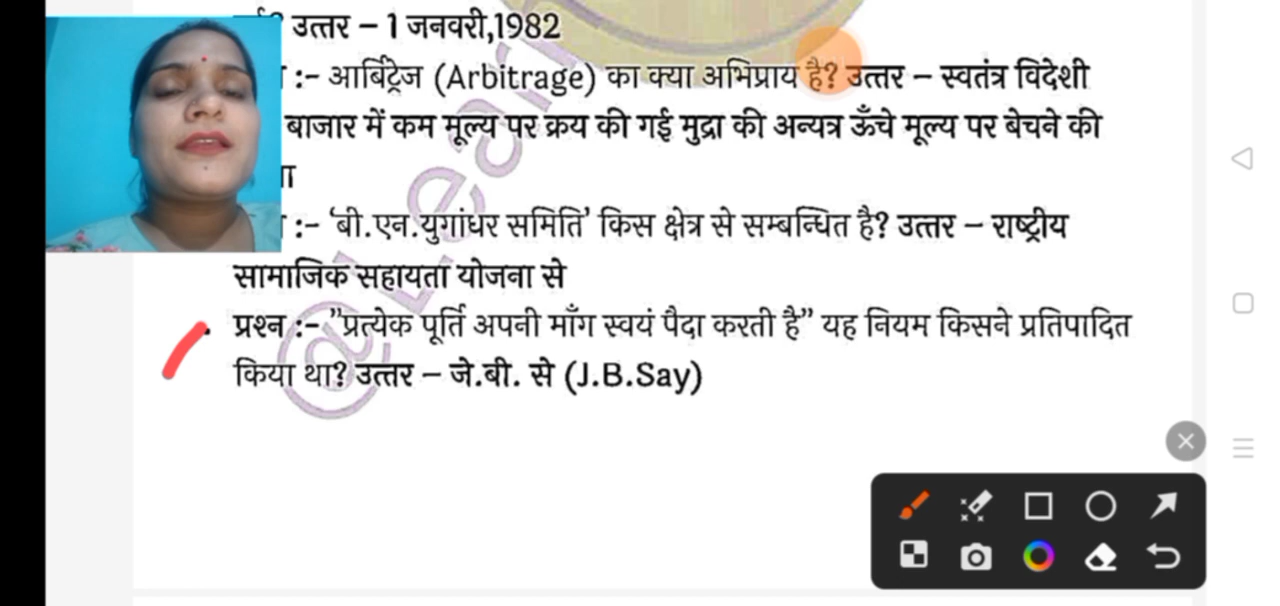 उत्तर – 1 जनवरी,1982
:- आर्बिट्रेज (Arbitrage) का क्या अभिप्राय है? उत्तर – स्वतंत्र विदेशी
बाजार में कम मूल्य पर क्रय की गई मुद्रा की अन्यत्र ऊँचे मूल्य पर बेचने की
:- 'बी.एन.युगांधर समिति' किस क्षेत्र से सम्बन्धित है? उत्तर – राष्ट्रीय
सामाजिक सहायता योजना से
प्रश्न :- "प्रत्येक पूर्ति अपनी माँग स्वयं पैदा करती है" यह नियम किसने प्रतिपादित
किया था? उत्तर – जे.बी. से (J.B.Say)